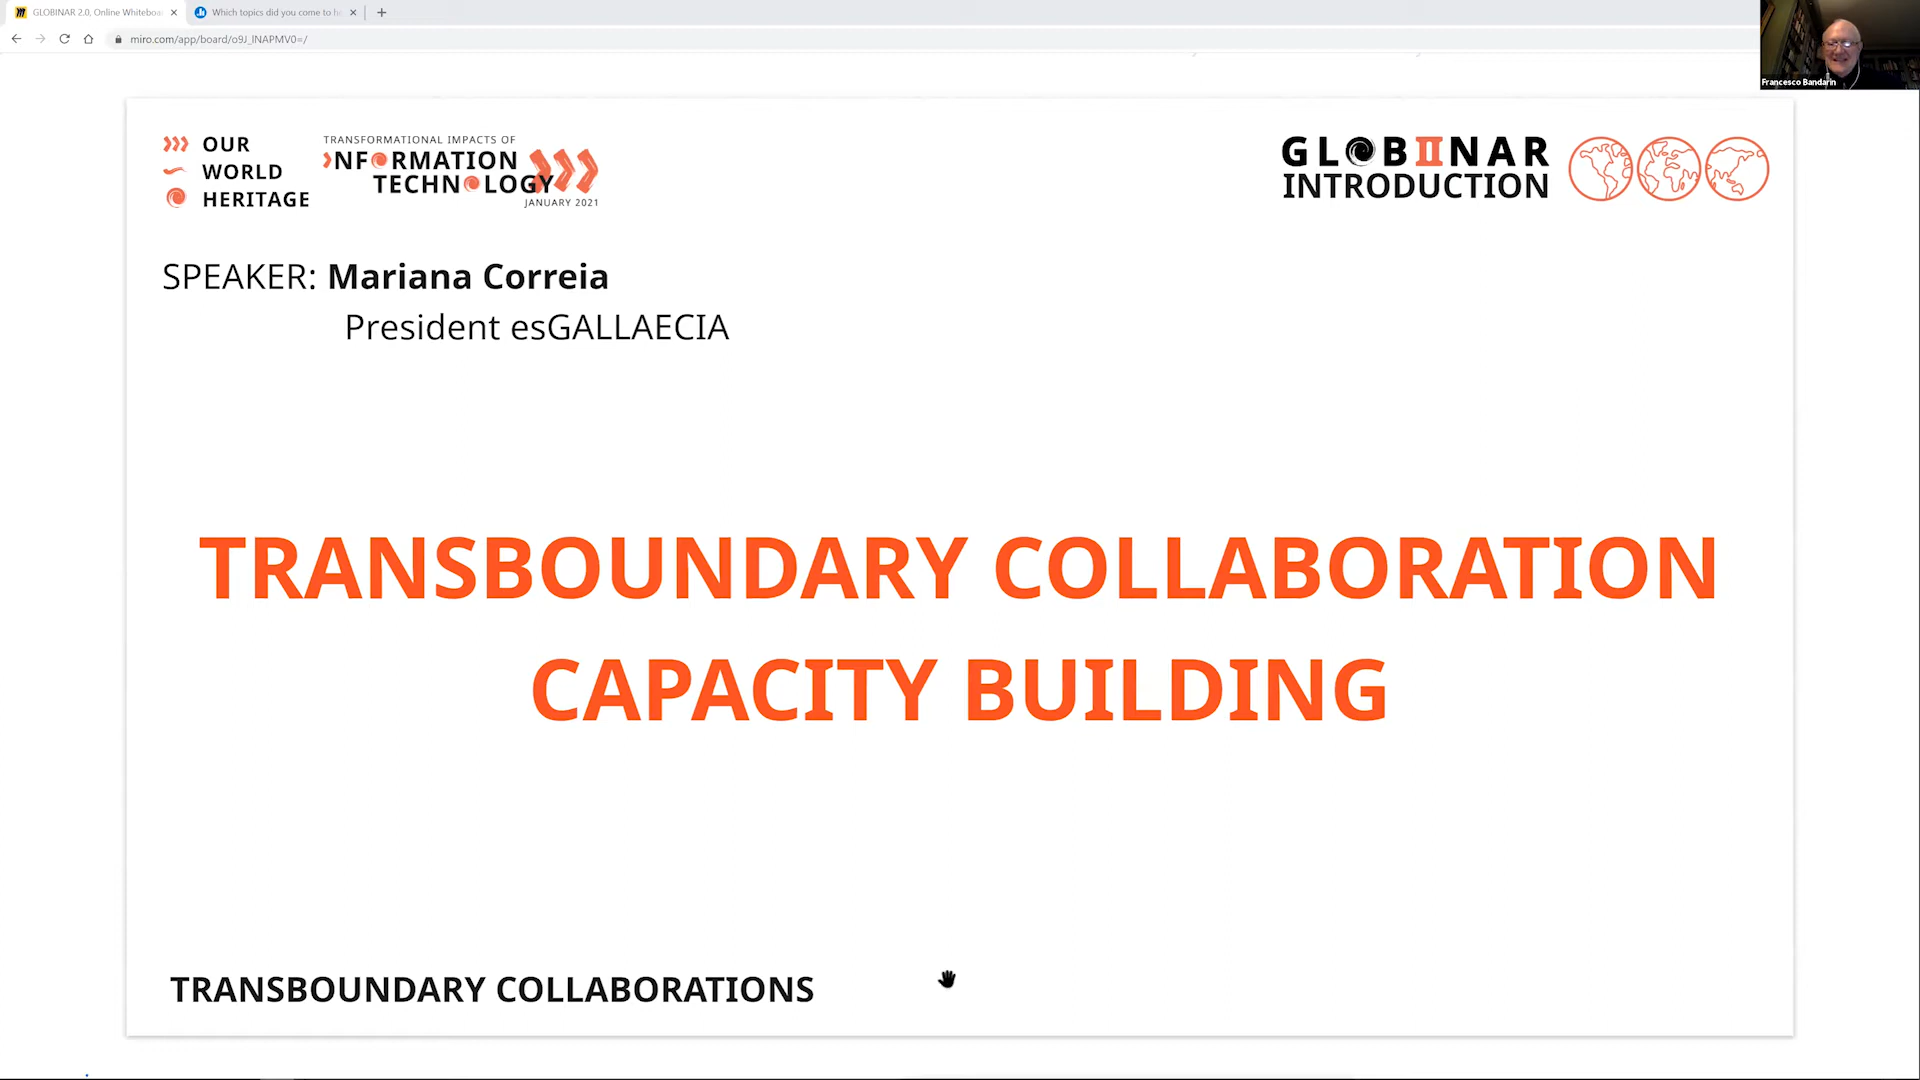 GLOBINAR 2.0, Online Whiteboa
Which topics did you come to h
miro.com/app/board/o9J_lNAPMV0=/
Francesco Bandarin
OUR
WORLD
HERITAGE
TRANSFORMATIONAL IMPACTS OF
INFORMATION
TECHNOLOGY
JANUARY 2021
GLOBIINAR
INTRODUCTION
SPEAKER: Mariana Correia
President esGALLAECIA
TRANSBOUNDARY COLLABORATION
CAPACITY BUILDING
TRANSBOUNDARY COLLABORATIONS